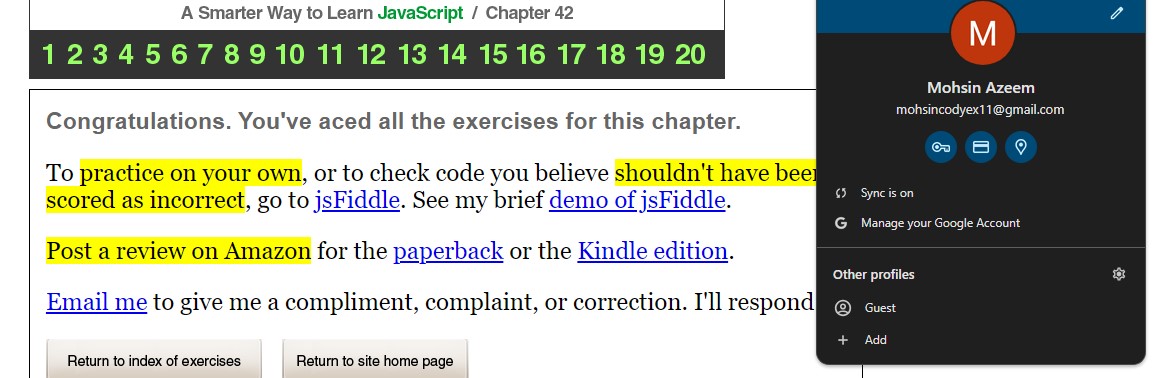 A Smarter Way to Learn JavaScript / Chapter 42
1 2 3 4 5 6 7 8 9 10 11 12 13 14 15 16 17 18 19 20
Congratulations. You've aced all the exercises for this chapter.
To practice on your own, or to check code you believe shouldn't have been
scored as incorrect, go to jsFiddle. See my brief demo of jsFiddle.
Post a review on Amazon for the paperback or the Kindle edition.
Email me to give me a compliment, complaint, or correction. I'll respond
Return to index of exercises
Return to site home page
M
Mohsin Azeem
mohsincodyex11@gmail.com
Sync is on
G Manage your Google Account
Other profiles
Guest
+ Add